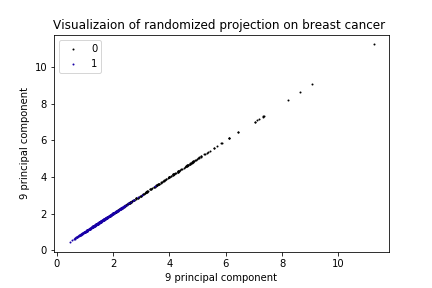 Visualizaion of randomized projection on breast cancer
0
1
10
8
6
4
2
0
9 principal component
0 2 4 6 8 10
9 principal component